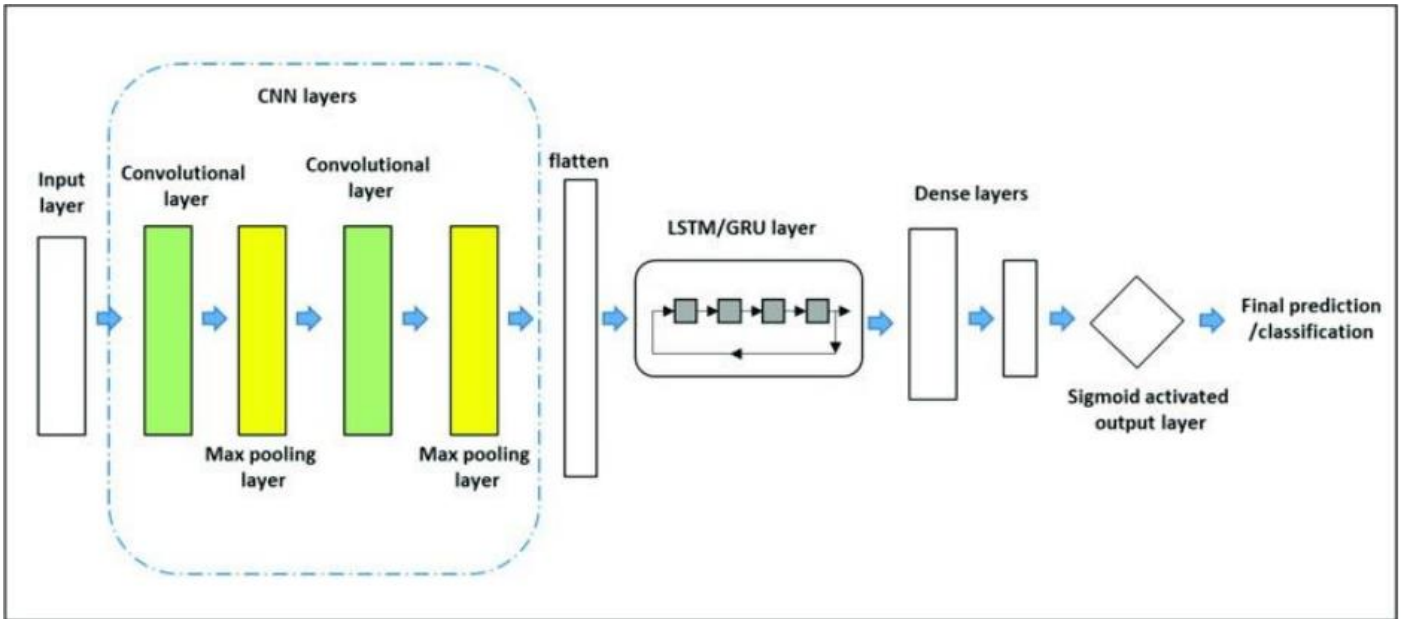 CNN layers
Input
layer
Convolutional
layer
Max pooling
layer
Convolutional
layer
Max pooling
layer
flatten
LSTM/GRU layer
Dense layers
Sigmoid activated
output layer
Final prediction
/classification